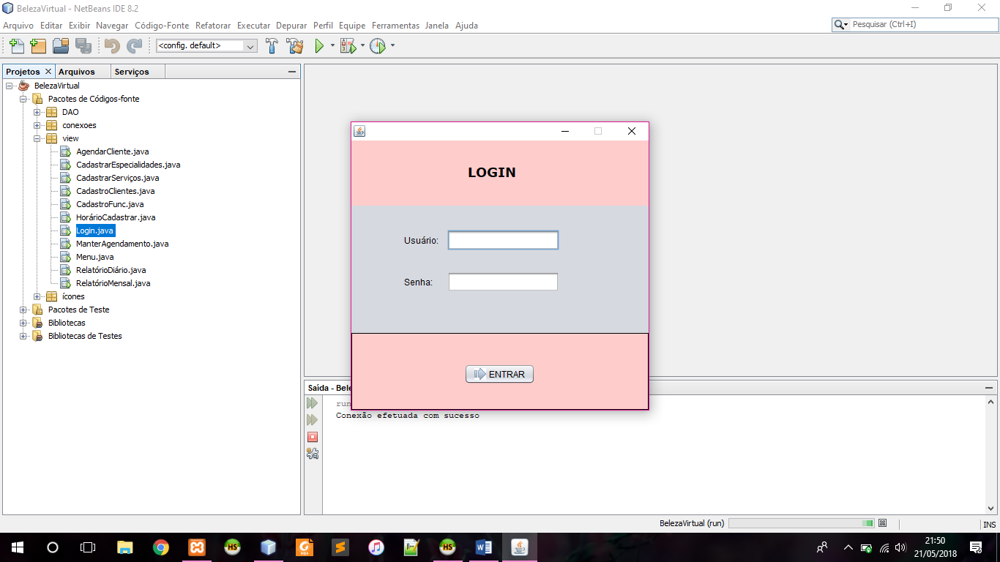 BelezaVirtual - NetBeans IDE 8.2
Arquivo Editar Exibir Navegar Código-Fonte Refatorar Executar Depurar Perfil Equipe Ferramentas Janela Ajuda
Pesquisar (Ctrl+I)
<config. default>
Projetos Arquivos Serviços
BelezaVirtual
Pacotes de Códigos-fonte
DAO
conexoes
view
AgendarCliente.java
CadastrarEspecialidades.java
CadastrarServiços.java
CadastroClientes.java
CadastroFunc.java
HorárioCadastrar.java
Login.java
ManterAgendamento.java
Menu.java
RelatórioDiário.java
RelatórioMensal.java
ícones
Pacotes de Teste
Bibliotecas
Bibliotecas de Testes
LOGIN
Usuário:
Senha:
ENTRAR
Saída - Bele
run
Conexão efetuada com sucesso
BelezaVirtual (run)
INS
HS
HS
21:50
21/05/2018